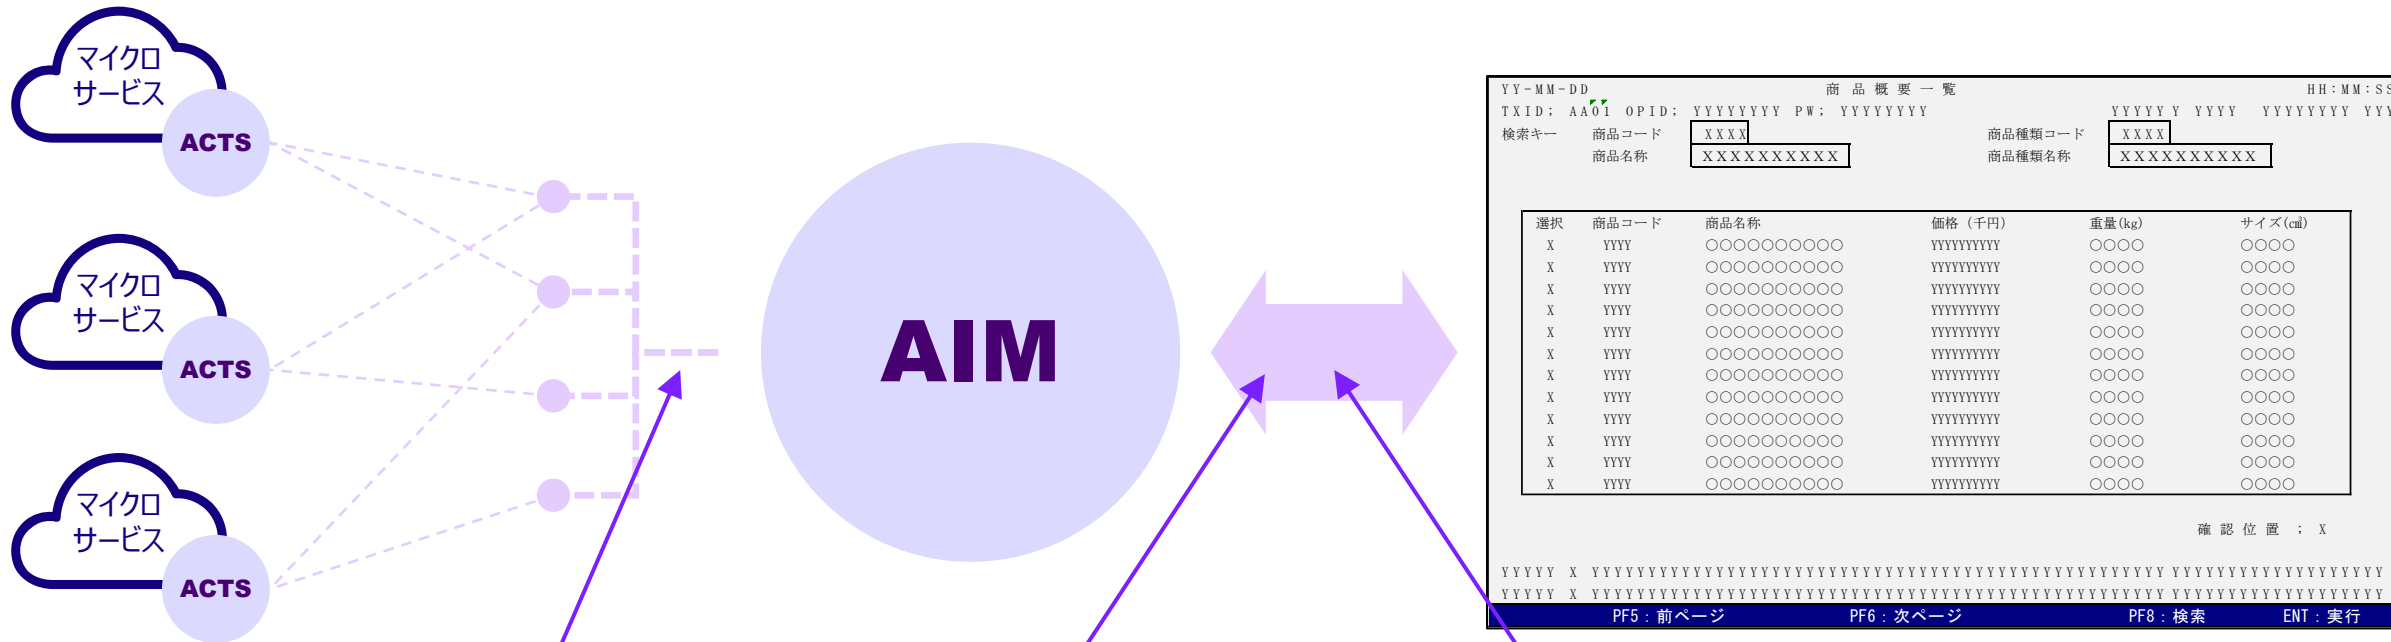 マイクロ
サービス
ACTS
マイクロ
サービス
ACTS
マイクロ
サービス
ACTS
AIM
YY-MM-DD 商品概要一覧 HH:MM:SS
TXID; AA01 OPID; YYYYYYYY PW; YYYYYYYY YYYYY Y YYYY YYYYYYYY YYY
検索キー 商品コード XXXX 商品種類コード XXXX
商品名称 XXXXXXXXXX 商品種類名称 XXXXXXXXXX
選択 商品コード 商品名称 価格(千円) 重量(kg) サイズ(c㎥)
X YYYY ○○○○○○○○○○ YYYYYYYYYY ○○○○ ○○○○
X YYYY ○○○○○○○○○○ YYYYYYYYYY ○○○○ ○○○○
X YYYY ○○○○○○○○○○ YYYYYYYYYY ○○○○ ○○○○
X YYYY ○○○○○○○○○○ YYYYYYYYYY ○○○○ ○○○○
X YYYY ○○○○○○○○○○ YYYYYYYYYY ○○○○ ○○○○
X YYYY ○○○○○○○○○○ YYYYYYYYYY ○○○○ ○○○○
X YYYY ○○○○○○○○○○ YYYYYYYYYY ○○○○ ○○○○
X YYYY ○○○○○○○○○○ YYYYYYYYYY ○○○○ ○○○○
X YYYY ○○○○○○○○○○ YYYYYYYYYY ○○○○ ○○○○
X YYYY ○○○○○○○○○○ YYYYYYYYYY ○○○○ ○○○○
X YYYY ○○○○○○○○○○ YYYYYYYYYY ○○○○ ○○○○
X YYYY ○○○○○○○○○○ YYYYYYYYYY ○○○○ ○○○○
確認位置 ; X
YYYYY X YYYYYYYYYYYYYYYYYYYYYYYYYYYYYYYYYYYYYYYYYYYYYYYYYYY YYYYYYYYYYYYYYYYYYY
YYYYY X YYYYYYYYYYYYYYYYYYYYYYYYYYYYYYYYYYYYYYYYYYYYYYYYYYY YYYYYYYYYYYYYYYYYYY
PF5:前ページ PF6:次ページ PF8:検索 ENT:実行